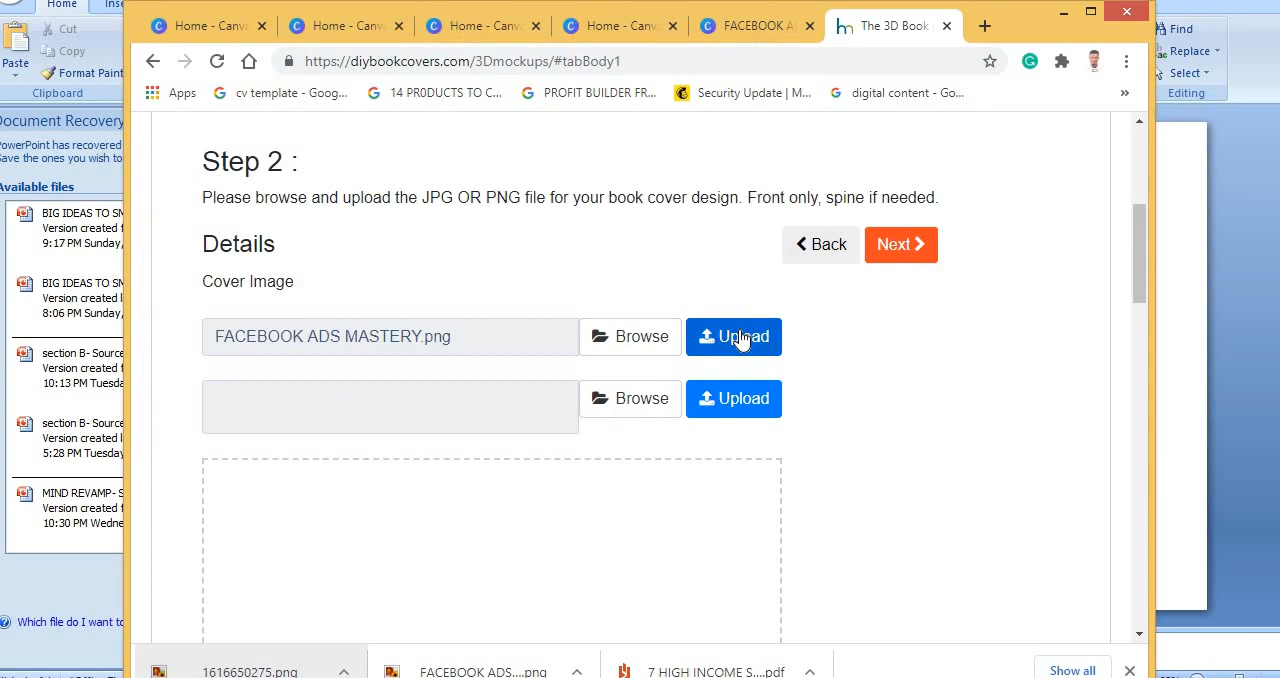 Home
Inse
Cut
Copy
Paste
Format Paint
Clipboard
Find
Replace
Select
Editing
Document Recovery
PowerPoint has recovered
Save the ones you wish to
Available files
BIG IDEAS TO SM
Version created f
9:17 PM Sunday,
BIG IDEAS TO SM
Version created l
8:06 PM Sunday,
section B- Source
Version created f
10:13 PM Tuesda
section B- Source
Version created f
5:28 PM Tuesday
MIND REVAMP- S
Version created f
10:30 PM Wedne
Which file do I want to
Home - Canva
Home - Canva
Home - Canva
Home - Canva
FACEBOOK A
The 3D Book
https://diybookcovers.com/3Dmockups/#tabBody1
Apps
cv template - Goog...
14 PR0DUCTS TO C...
PROFIT BUILDER FR...
Security Update | M...
digital content - Go...
»
Step 2 :
Please browse and upload the JPG OR PNG file for your book cover design. Front only, spine if needed.
Details
Back
Next
Cover Image
FACEBOOK ADS MASTERY.png
Browse
Upload
Browse
Upload
1616650275.png
FACEBOOK ADS....png
7 HIGH INCOME S....pdf
Show all